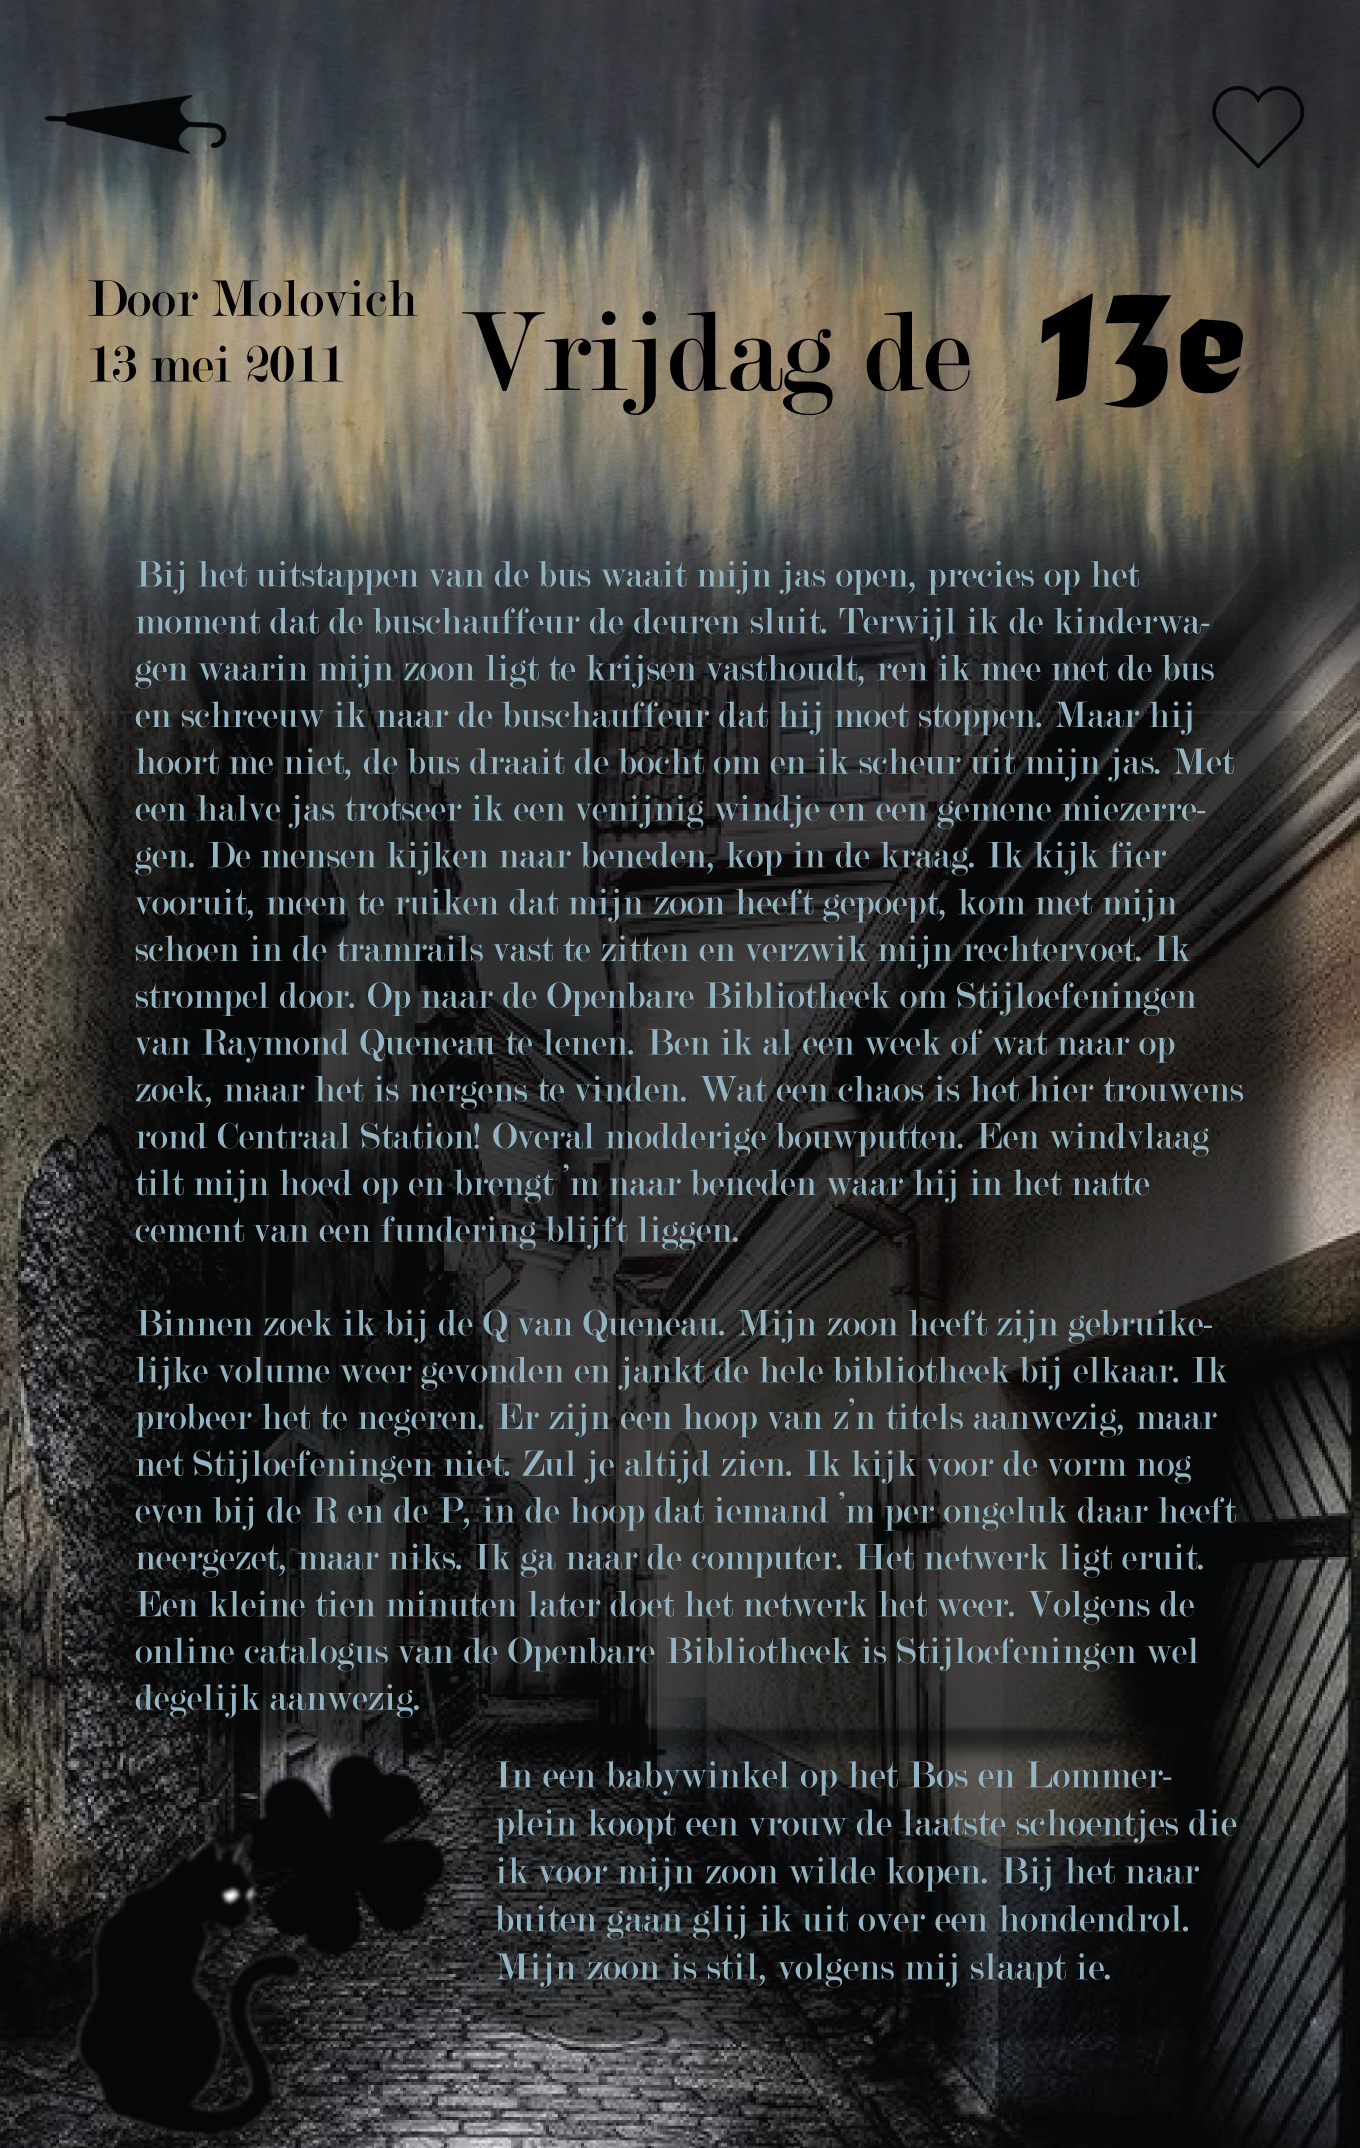 Door Molovich
13 mei 2011
Vrijdag de 13e
Bij het uitstappen van de bus waait mijn jas open, precies op het
moment dat de buschauffeur de deuren sluit. Terwijl ik de kinderwa-
gen waarin mijn zoon ligt te krijsen vasthoudt, ren ik mee met de bus
en schreeuw ik naar de buschauffeur dat hij moet stoppen. Maar hij
hoort me niet, de bus draait de bocht om en ik scheur uit mijn jas. Met
een halve jas trotseer ik een venijnig windje en een gemene miezerre-
gen. De mensen kijken naar beneden, kop in de kraag. Ik kijk fier
vooruit, meen te ruiken dat mijn zoon heeft gepoept, kom met mijn
schoen in de tramrails vast te zitten en verzwik mijn rechtervoet. Ik
strompel door. Op naar de Openbare Bibliotheek om Stijloefeningen
van Raymond Queneau te lenen. Ben ik al een week of wat naar op
zoek, maar het is nergens te vinden. Wat een chaos is het hier trouwens
rond Centraal Station! Overal modderige bouwputten. Een windvlaag
tilt mijn hoed op en brengt ’m naar beneden waar hij in het natte
cement van een fundering blijft liggen.
Binnen zoek ik bij de Q van Queneau. Mijn zoon heeft zijn gebruike-
lijke volume weer gevonden en jankt de hele bibliotheek bij elkaar. Ik
probeer het te negeren. Er zijn een hoop van z’n titels aanwezig, maar
net Stijloefeningen niet. Zul je altijd zien. Ik kijk voor de vorm nog
even bij de R en de P, in de hoop dat iemand ’m per ongeluk daar heeft
neergezet, maar niks. Ik ga naar de computer. Het netwerk ligt eruit.
Een kleine tien minuten later doet het netwerk het weer. Volgens de
online catalogus van de Openbare Bibliotheek is Stijloefeningen wel
degelijk aanwezig.
In een babywinkel op het Bos en Lommer-
plein koopt een vrouw de laatste schoentjes die
ik voor mijn zoon wilde kopen. Bij het naar
buiten gaan glij ik uit over een hondendrol.
Mijn zoon is stil, volgens mij slaapt ie.